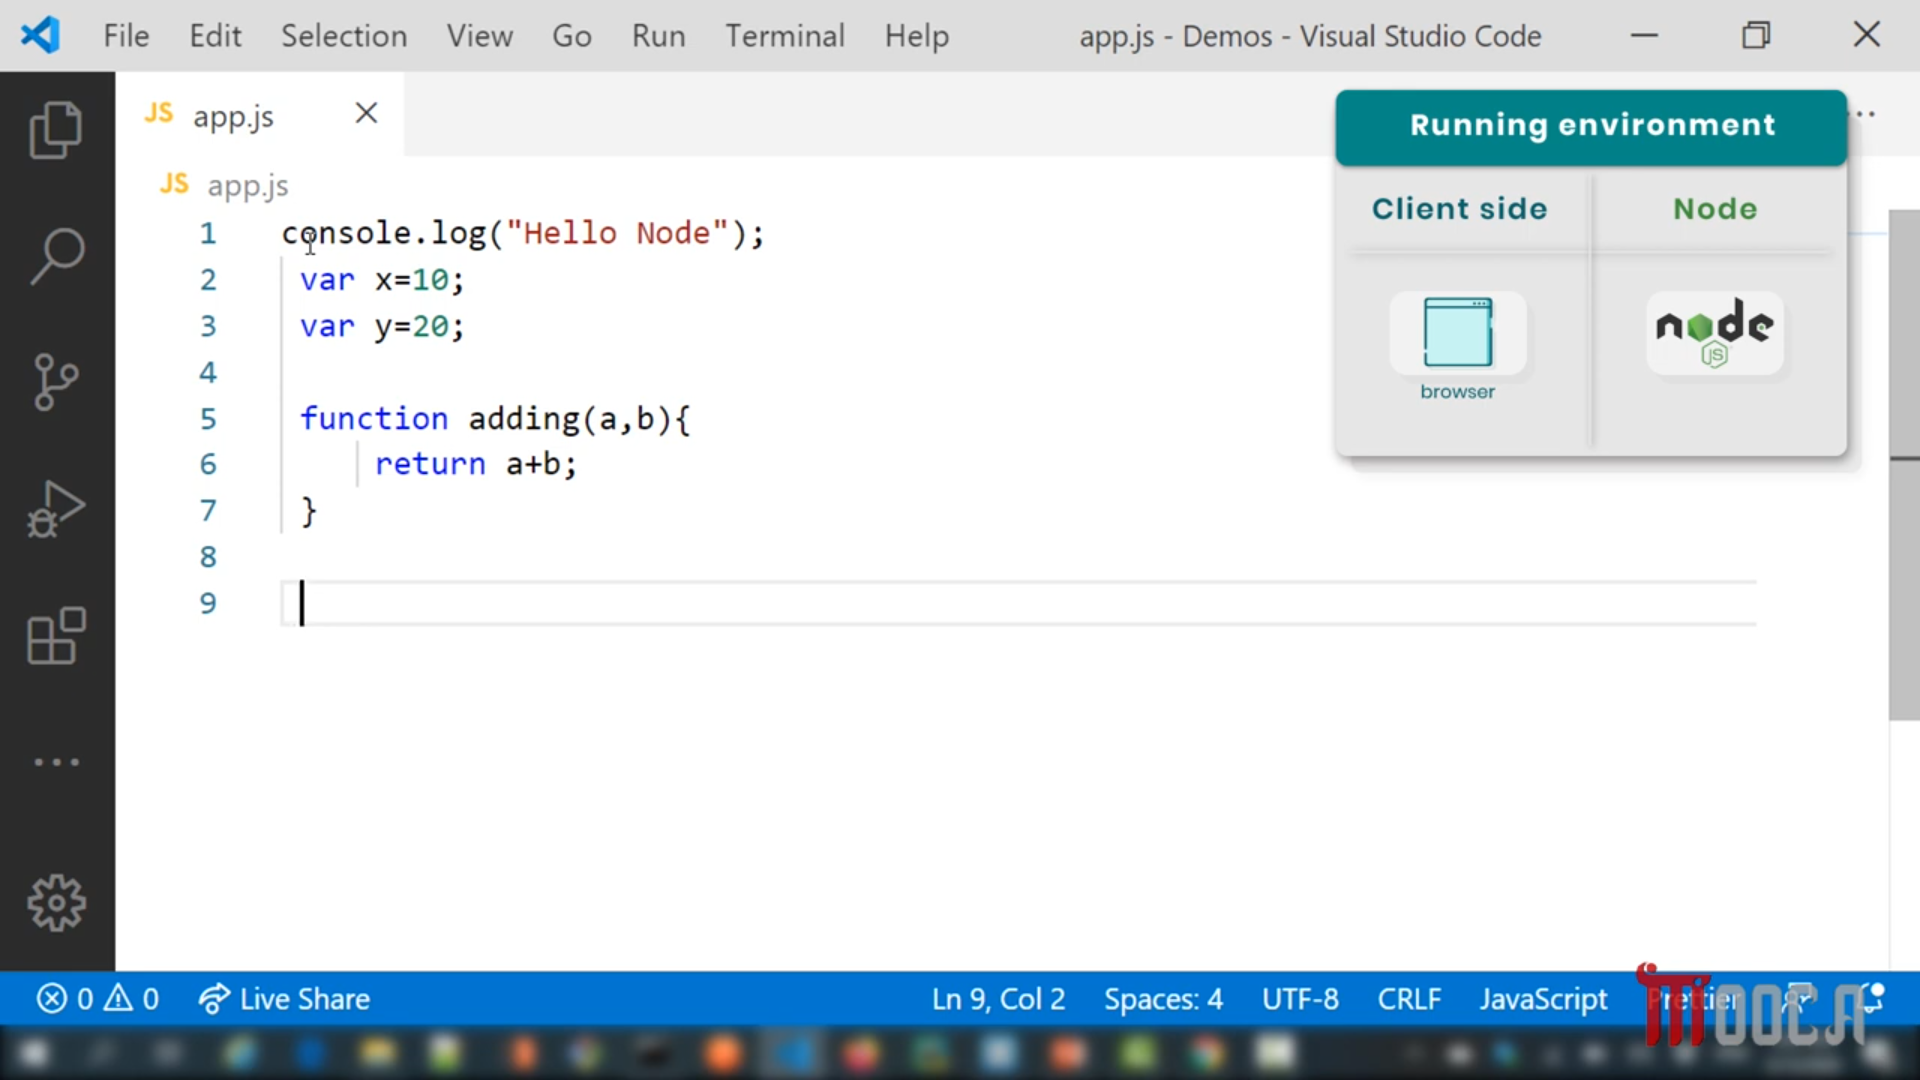 File Edit Selection View Go Run Terminal Help app.js - Demos - Visual Studio Code
JS app.js
JS app.js
1 console.log("Hello Node");
2 var x=10;
3 var y=20;
4
5 function adding(a,b){
6 return a+b;
7 }
8
9
Running environment
Client side Node
node
JS
browser
0 0 Live Share Ln 9, Col 2 Spaces: 4 UTF-8 CRLF JavaScript Prettier
MOOCA